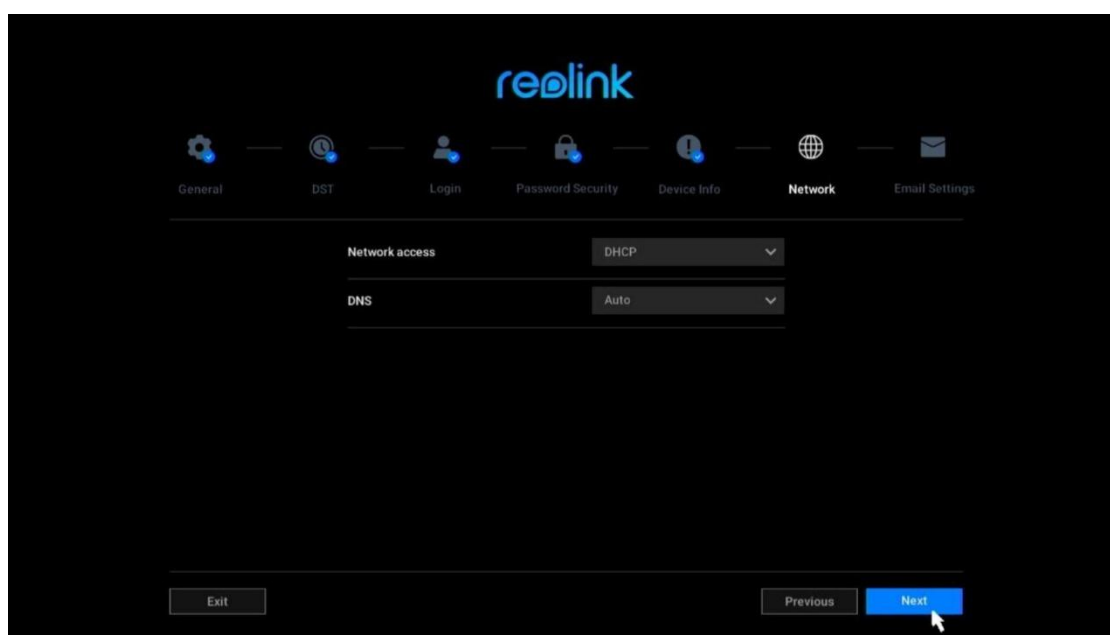 reolink
General DST Login Password Security Device Info Network Email Settings
Network access DHCP
DNS Auto
Exit Previous Next